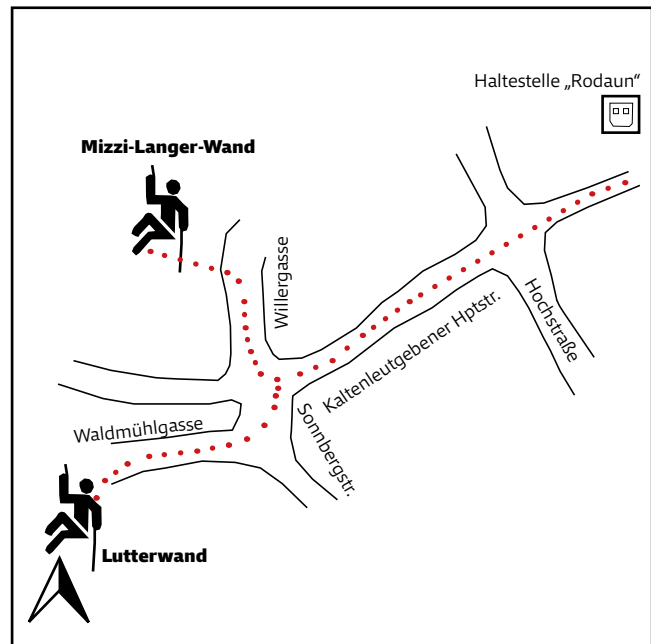 Haltestelle „Rodaun“
Mizzi-Langer-Wand
Willergasse
Hochstraße
Kaltenleutgebener Hptstr.
Sonnbergstr.
Waldmühlgasse
Lutterwand